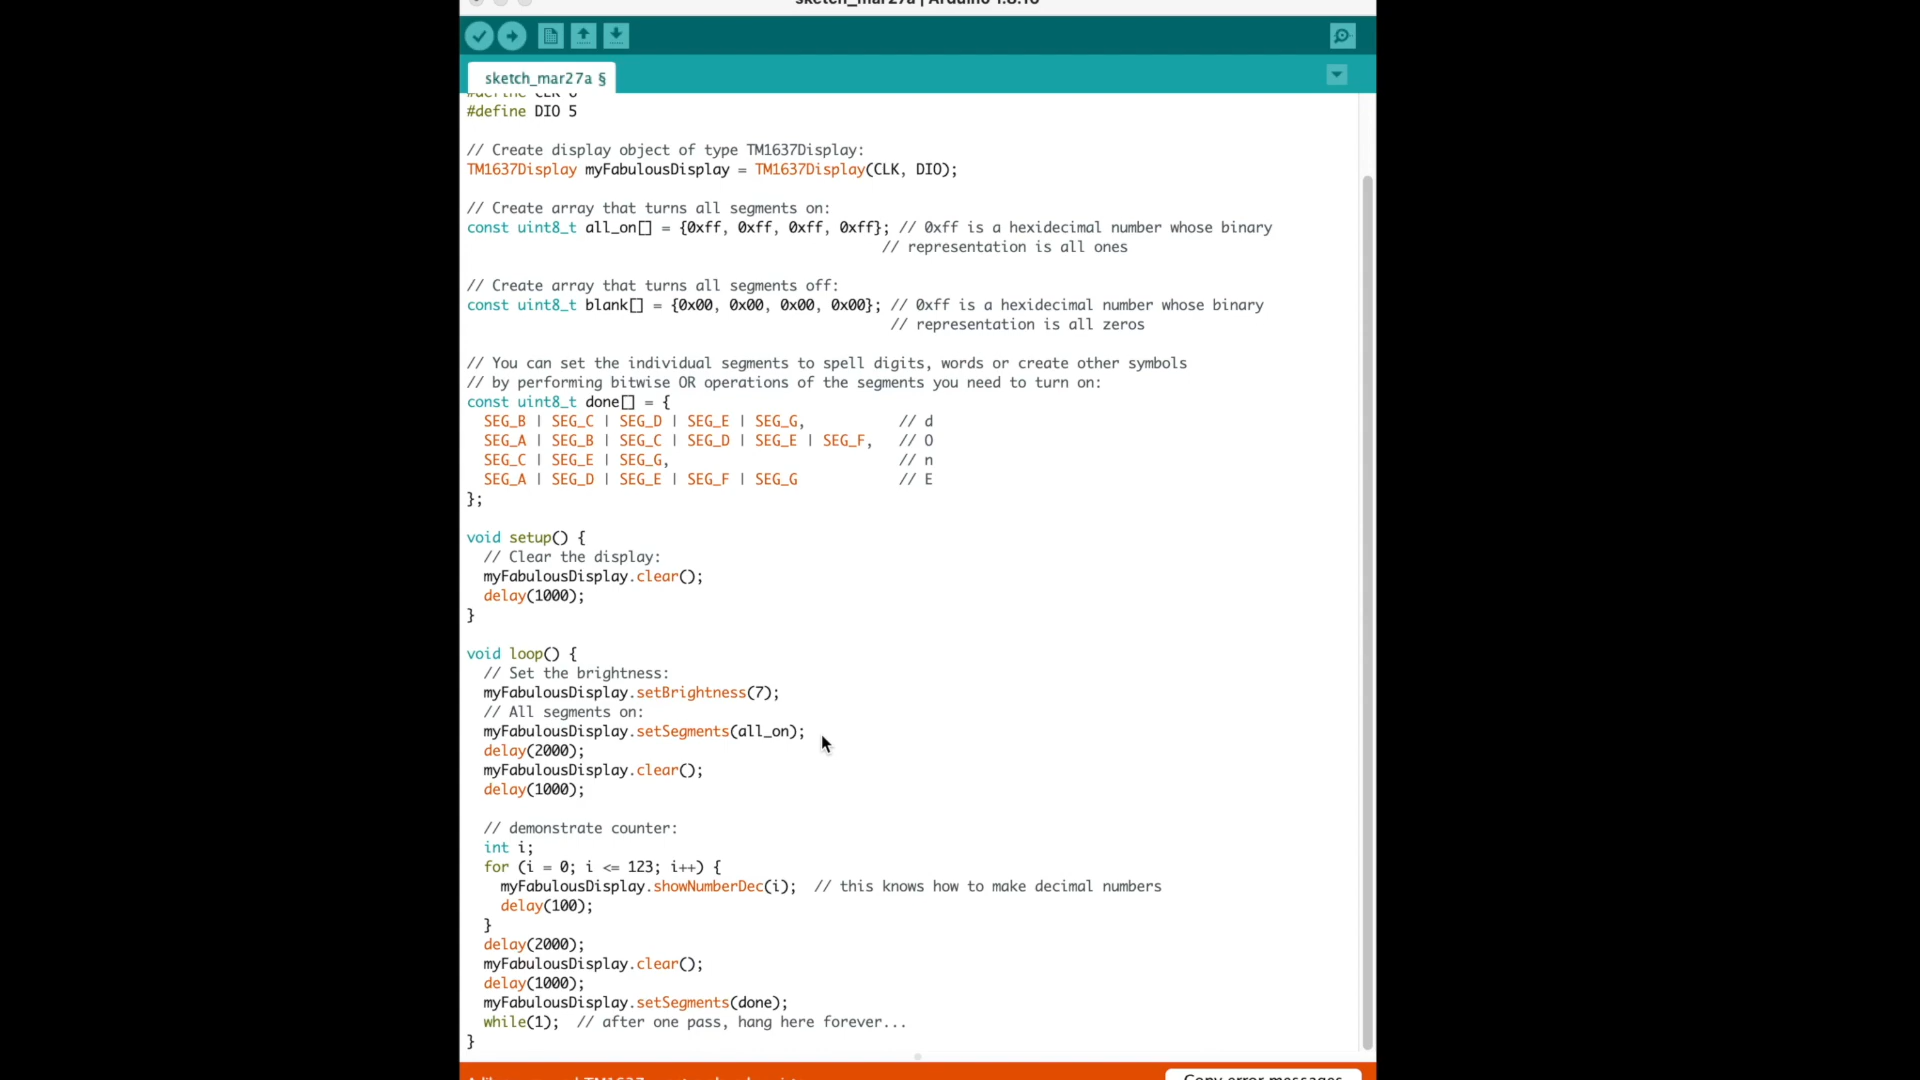 sketch_mar27a | Arduino 1.8.16
sketch_mar27a §
#define CLK 6
#define DIO 5
// Create display object of type TM1637Display:
TM1637Display myFabulousDisplay = TM1637Display(CLK, DIO);
// Create array that turns all segments on:
const uint8_t all_on[] = {0xff, 0xff, 0xff, 0xff}; // 0xff is a hexidecimal number whose binary
// representation is all ones
// Create array that turns all segments off:
const uint8_t blank[] = {0x00, 0x00, 0x00, 0x00}; // 0xff is a hexidecimal number whose binary
// representation is all zeros
// You can set the individual segments to spell digits, words or create other symbols
// by performing bitwise OR operations of the segments you need to turn on:
const uint8_t done[] = {
SEG_B | SEG_C | SEG_D | SEG_E | SEG_G, // d
SEG_A | SEG_B | SEG_C | SEG_D | SEG_E | SEG_F, // O
SEG_C | SEG_E | SEG_G, // n
SEG_A | SEG_D | SEG_E | SEG_F | SEG_G // E
};
void setup() {
// Clear the display:
myFabulousDisplay.clear();
delay(1000);
}
void loop() {
// Set the brightness:
myFabulousDisplay.setBrightness(7);
// All segments on:
myFabulousDisplay.setSegments(all_on);
delay(2000);
myFabulousDisplay.clear();
delay(1000);
// demonstrate counter:
int i;
for (i = 0; i <= 123; i++) {
myFabulousDisplay.showNumberDec(i); // this knows how to make decimal numbers
delay(100);
}
delay(2000);
myFabulousDisplay.clear();
delay(1000);
myFabulousDisplay.setSegments(done);
while(1); // after one pass, hang here forever...
}
Copy error messages